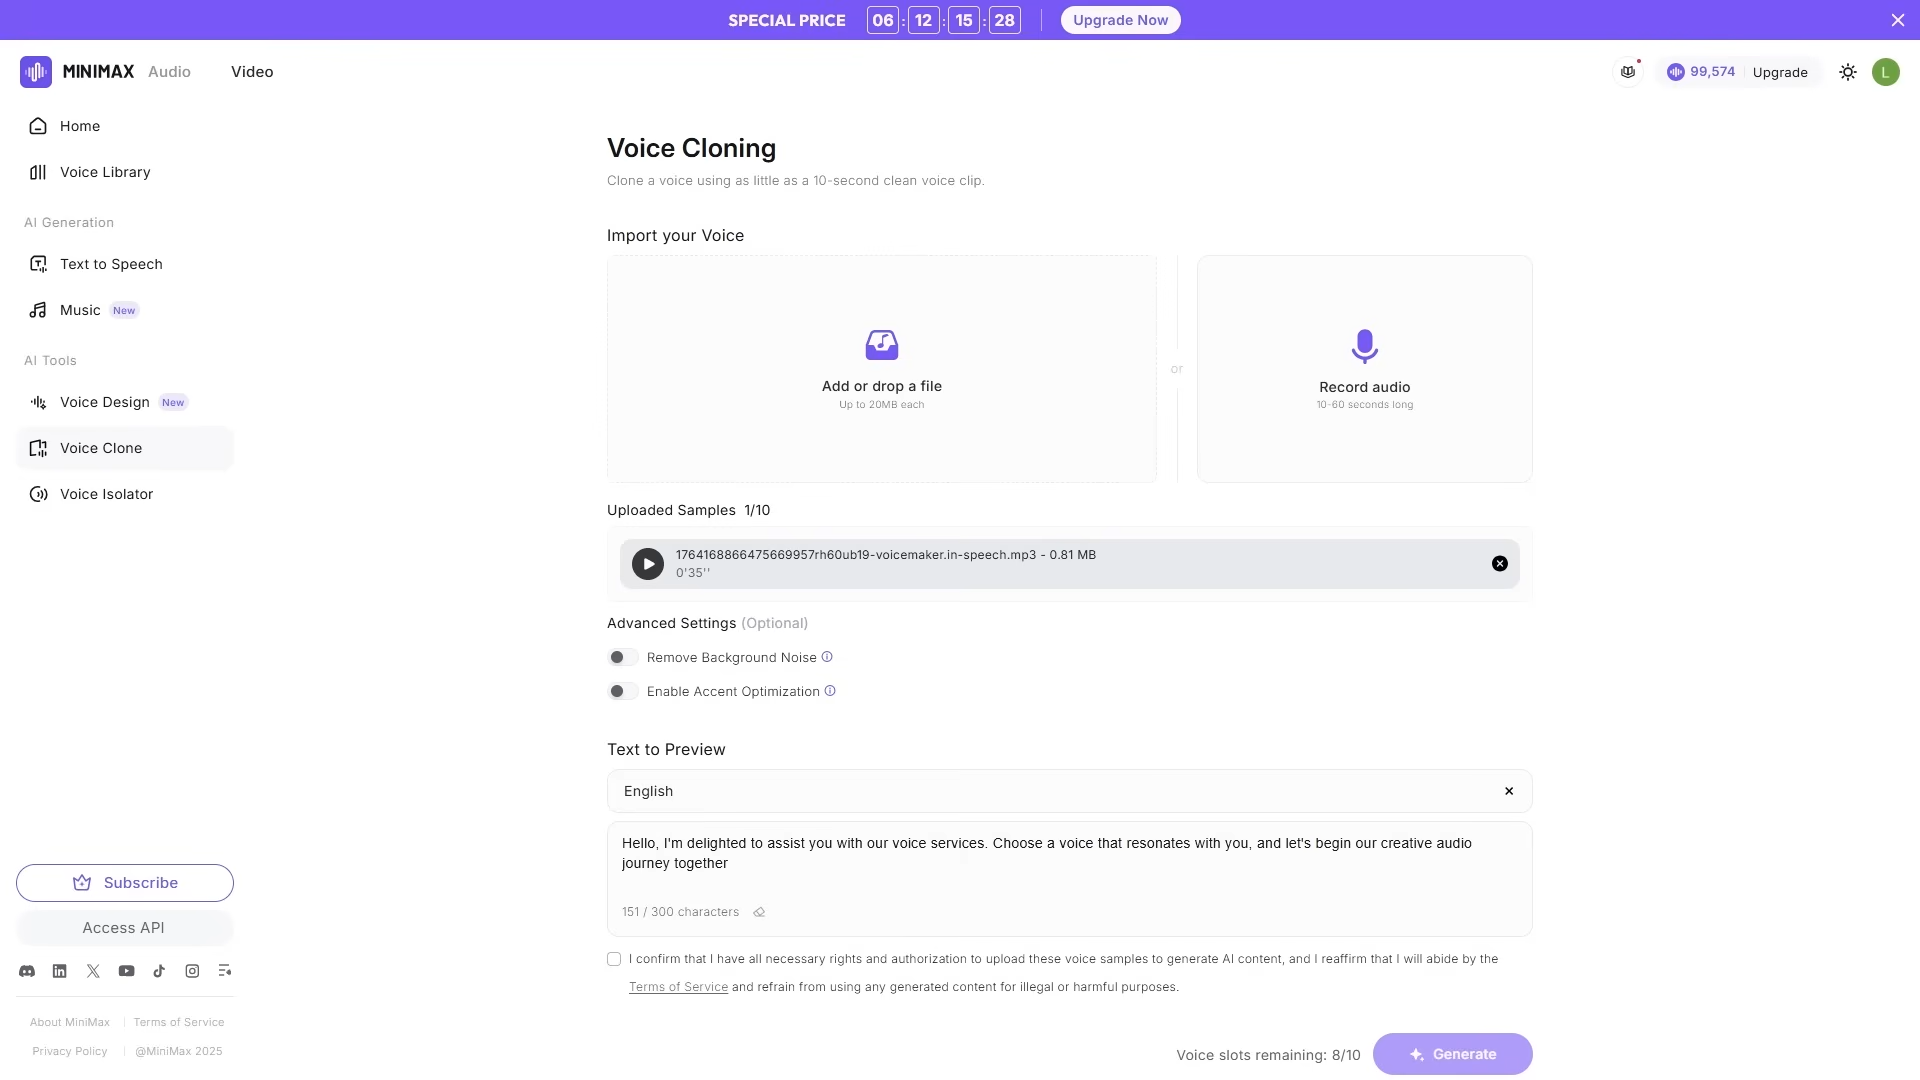 SPECIAL PRICE 06 : 12 : 15 : 28 Upgrade Now
MINIMAX Audio Video
99,574 Upgrade
L
Home
Voice Library
AI Generation
Text to Speech
Music New
AI Tools
Voice Design New
Voice Clone
Voice Isolator
Subscribe
Access API
About MiniMax Terms of Service
Privacy Policy @MiniMax 2025
Voice Cloning
Clone a voice using as little as a 10-second clean voice clip.
Import your Voice
Add or drop a file
Up to 20MB each
or
Record audio
10-60 seconds long
Uploaded Samples 1/10
1764168866475669957rh60ub19-voicemaker.in-speech.mp3 - 0.81 MB
0'35''
Advanced Settings (Optional)
Remove Background Noise
Enable Accent Optimization
Text to Preview
English
Hello, I'm delighted to assist you with our voice services. Choose a voice that resonates with you, and let's begin our creative audio
journey together
151 / 300 characters
I confirm that I have all necessary rights and authorization to upload these voice samples to generate AI content, and I reaffirm that I will abide by the
Terms of Service and refrain from using any generated content for illegal or harmful purposes.
Voice slots remaining: 8/10 Generate